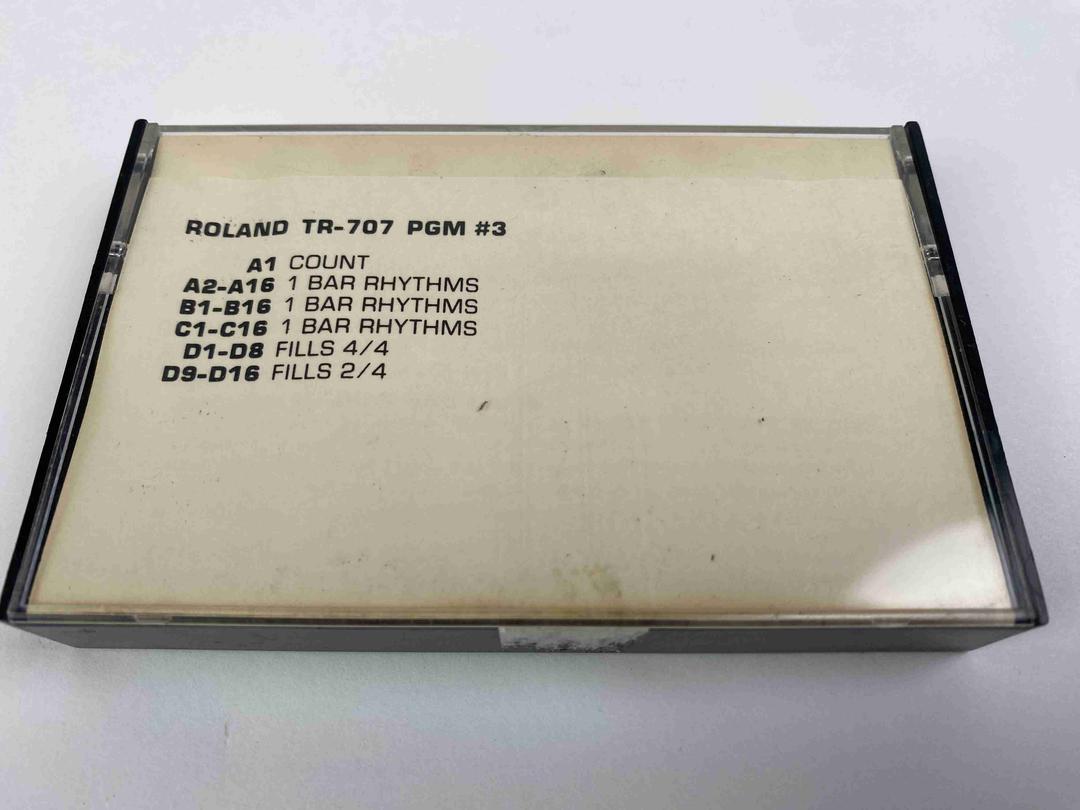 ROLAND TR-707 PGM #3
A1 COUNT
A2-A16 1 BAR RHYTHMS
B1-B16 1 BAR RHYTHMS
C1-C16 1 BAR RHYTHMS
D1-D8 FILLS 4/4
D9-D16 FILLS 2/4